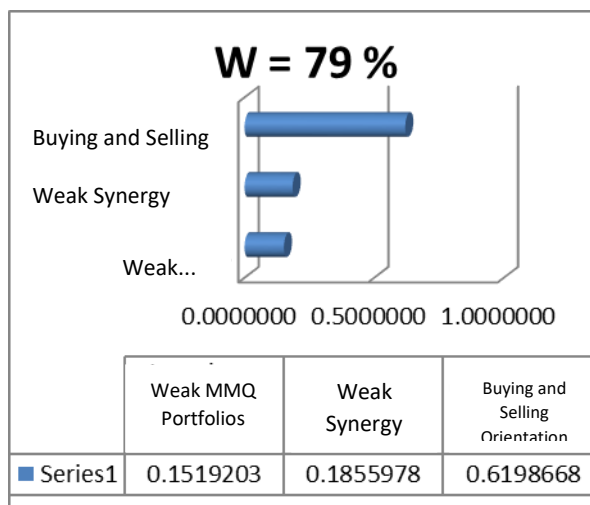 W = 79 %
Buying and Selling
Weak Synergy
Weak...
0.0000000 0.5000000 1.0000000
Weak MMQ
Portfolios
Weak
Synergy
Buying and
Selling
Orientation
Series1 0.1519203 0.1855978 0.6198668